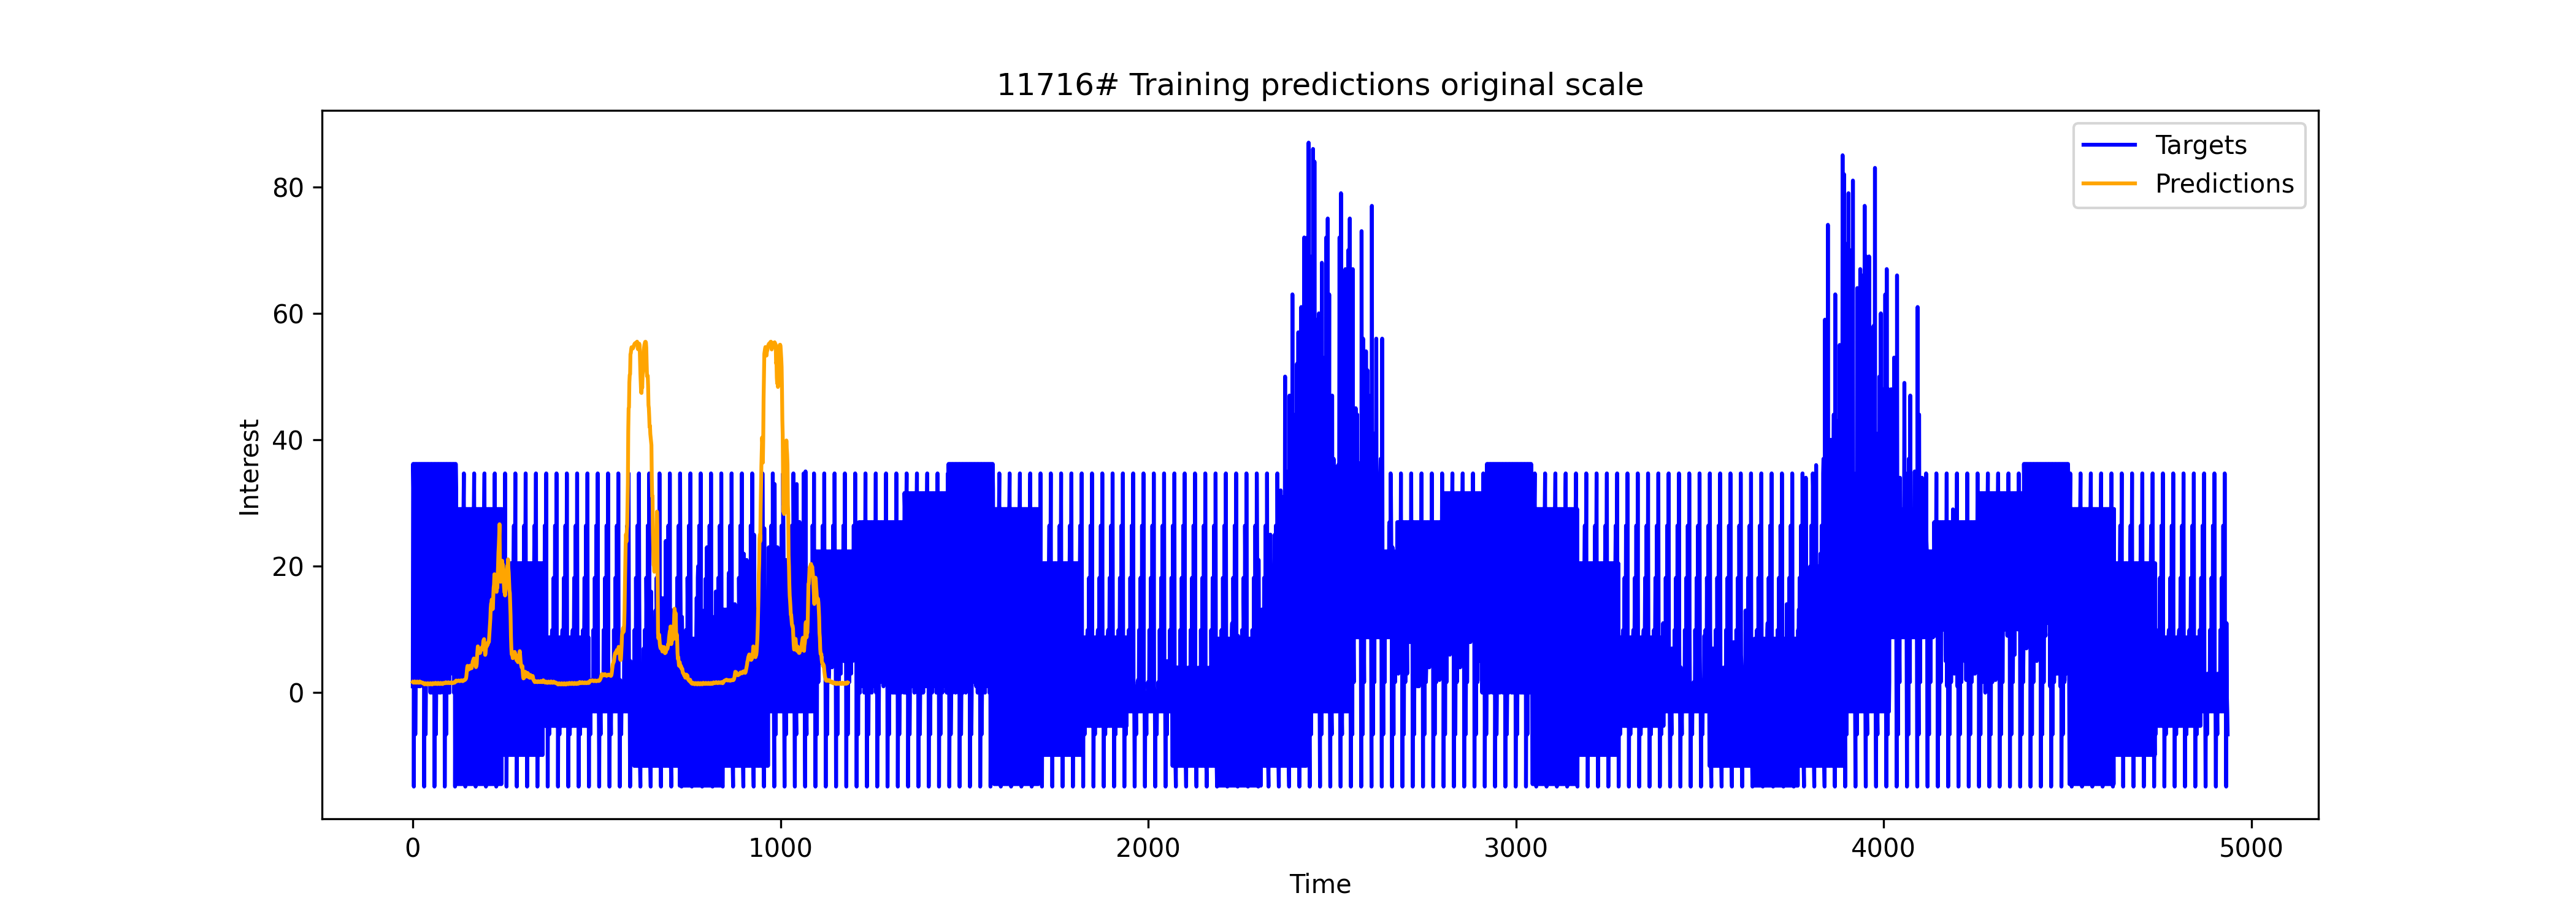 11716# Training predictions original scale
Targets
Predictions
Interest
80
60
40
20
0
0 1000 2000 3000 4000 5000
Time